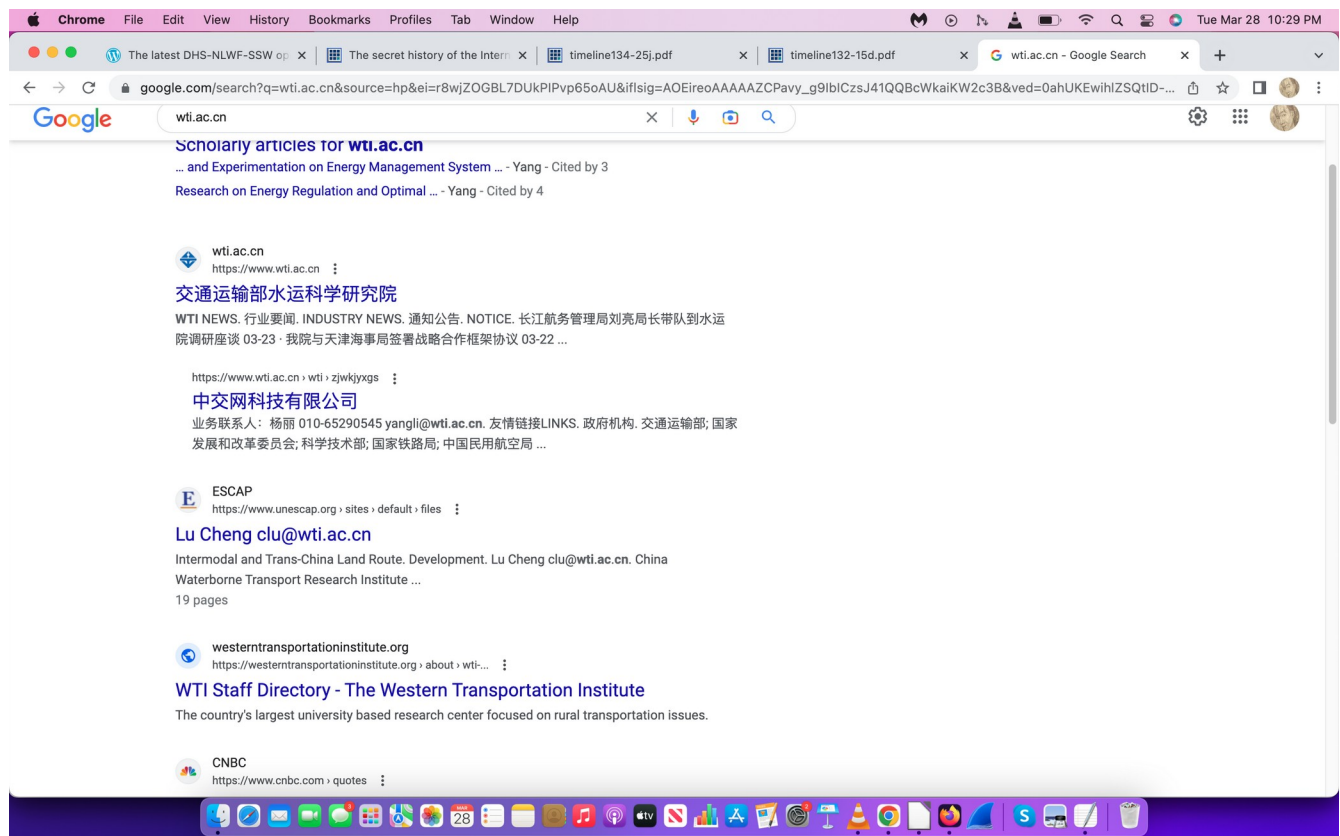 Chrome File Edit View History Bookmarks Profiles Tab Window Help Tue Mar 28 10:29 PM
The latest DHS-NLWF-SSW op The secret history of the Intern timeline134-25j.pdf timeline132-15d.pdf wti.ac.cn - Google Search
google.com/search?q=wti.ac.cn&source=hp&ei=r8wjZOGBL7DUkPIPvp65oAU&iflsig=AOEireoAAAAAZCPavy_g9IbICzsJ41QQBcWkaiKW2c3B&ved=0ahUKEwihlZSQtID-...
Google wti.ac.cn
Scholarly articles for wti.ac.cn
... and Experimentation on Energy Management System ... - Yang - Cited by 3
Research on Energy Regulation and Optimal ... - Yang - Cited by 4
wti.ac.cn
https://www.wti.ac.cn
交通运输部水运科学研究院
WTI NEWS. 行业要闻. INDUSTRY NEWS. 通知公告. NOTICE. 长江航务管理局刘亮局长带队到水运
院调研座谈 03-23 · 我院与天津海事局签署战略合作框架协议 03-22 ...
https://www.wti.ac.cn › wti › zjwkjyxgs
中交网科技有限公司
业务联系人：杨丽 010-65290545 yangli@wti.ac.cn. 友情链接LINKS. 政府机构. 交通运输部; 国家
发展和改革委员会; 科学技术部; 国家铁路局; 中国民用航空局 ...
E ESCAP
https://www.unescap.org › sites › default › files
Lu Cheng clu@wti.ac.cn
Intermodal and Trans-China Land Route. Development. Lu Cheng clu@wti.ac.cn. China
Waterborne Transport Research Institute ...
19 pages
westerntransportationinstitute.org
https://westerntransportationinstitute.org › about › wti-...
WTI Staff Directory - The Western Transportation Institute
The country's largest university based research center focused on rural transportation issues.
CNBC
https://www.cnbc.com › quotes
MAR
28
tv